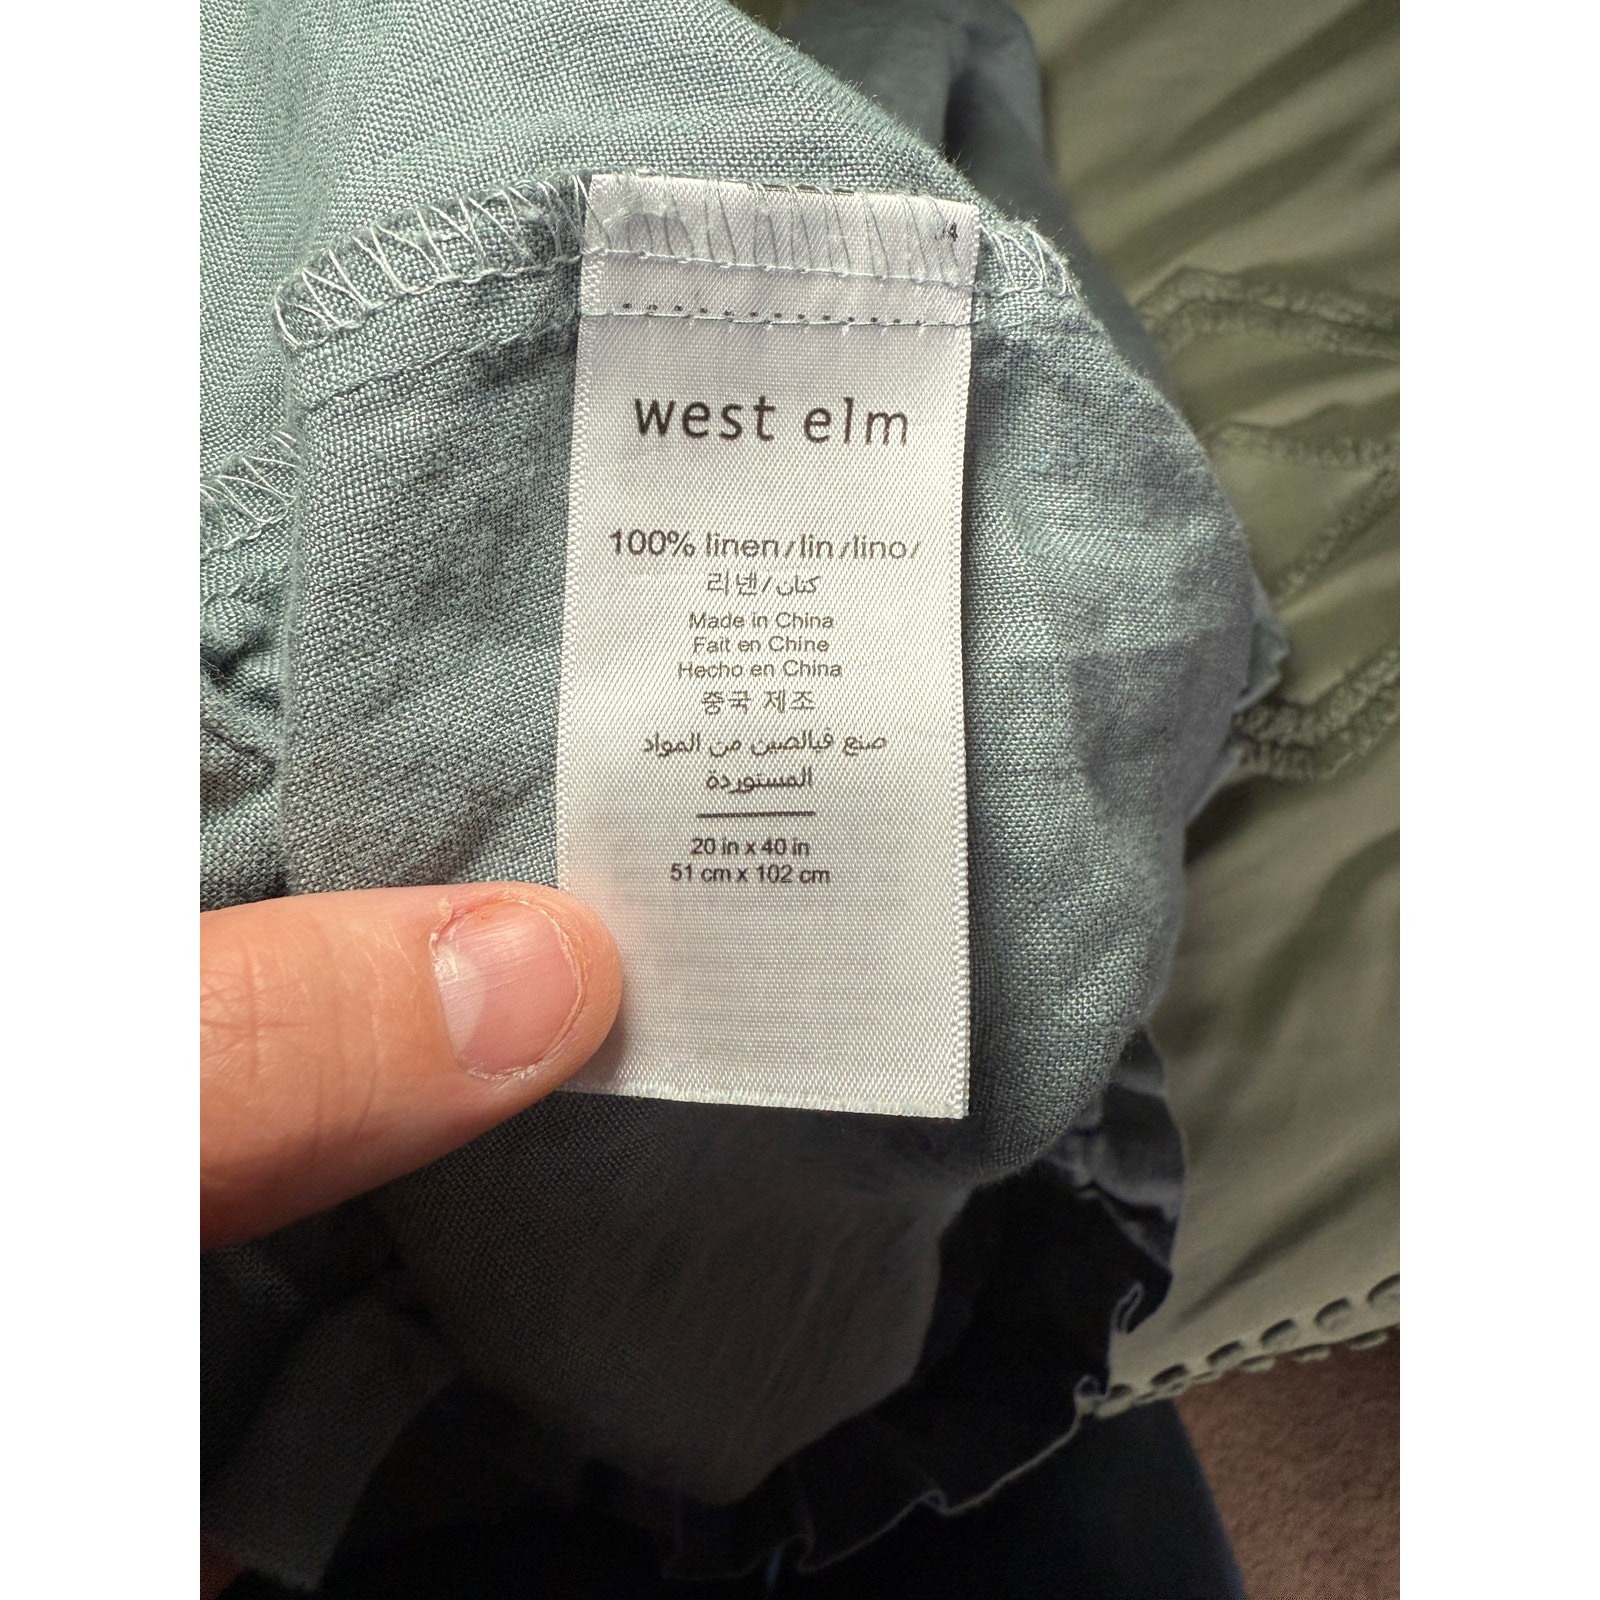 west elm
100% linen/lin/lino/
리넨/كتان
Made in China
Fait en Chine
Hecho en China
중국 제조
صنع فيالصين من المواد
المستوردة
20 in x 40 in
51 cm x 102 cm